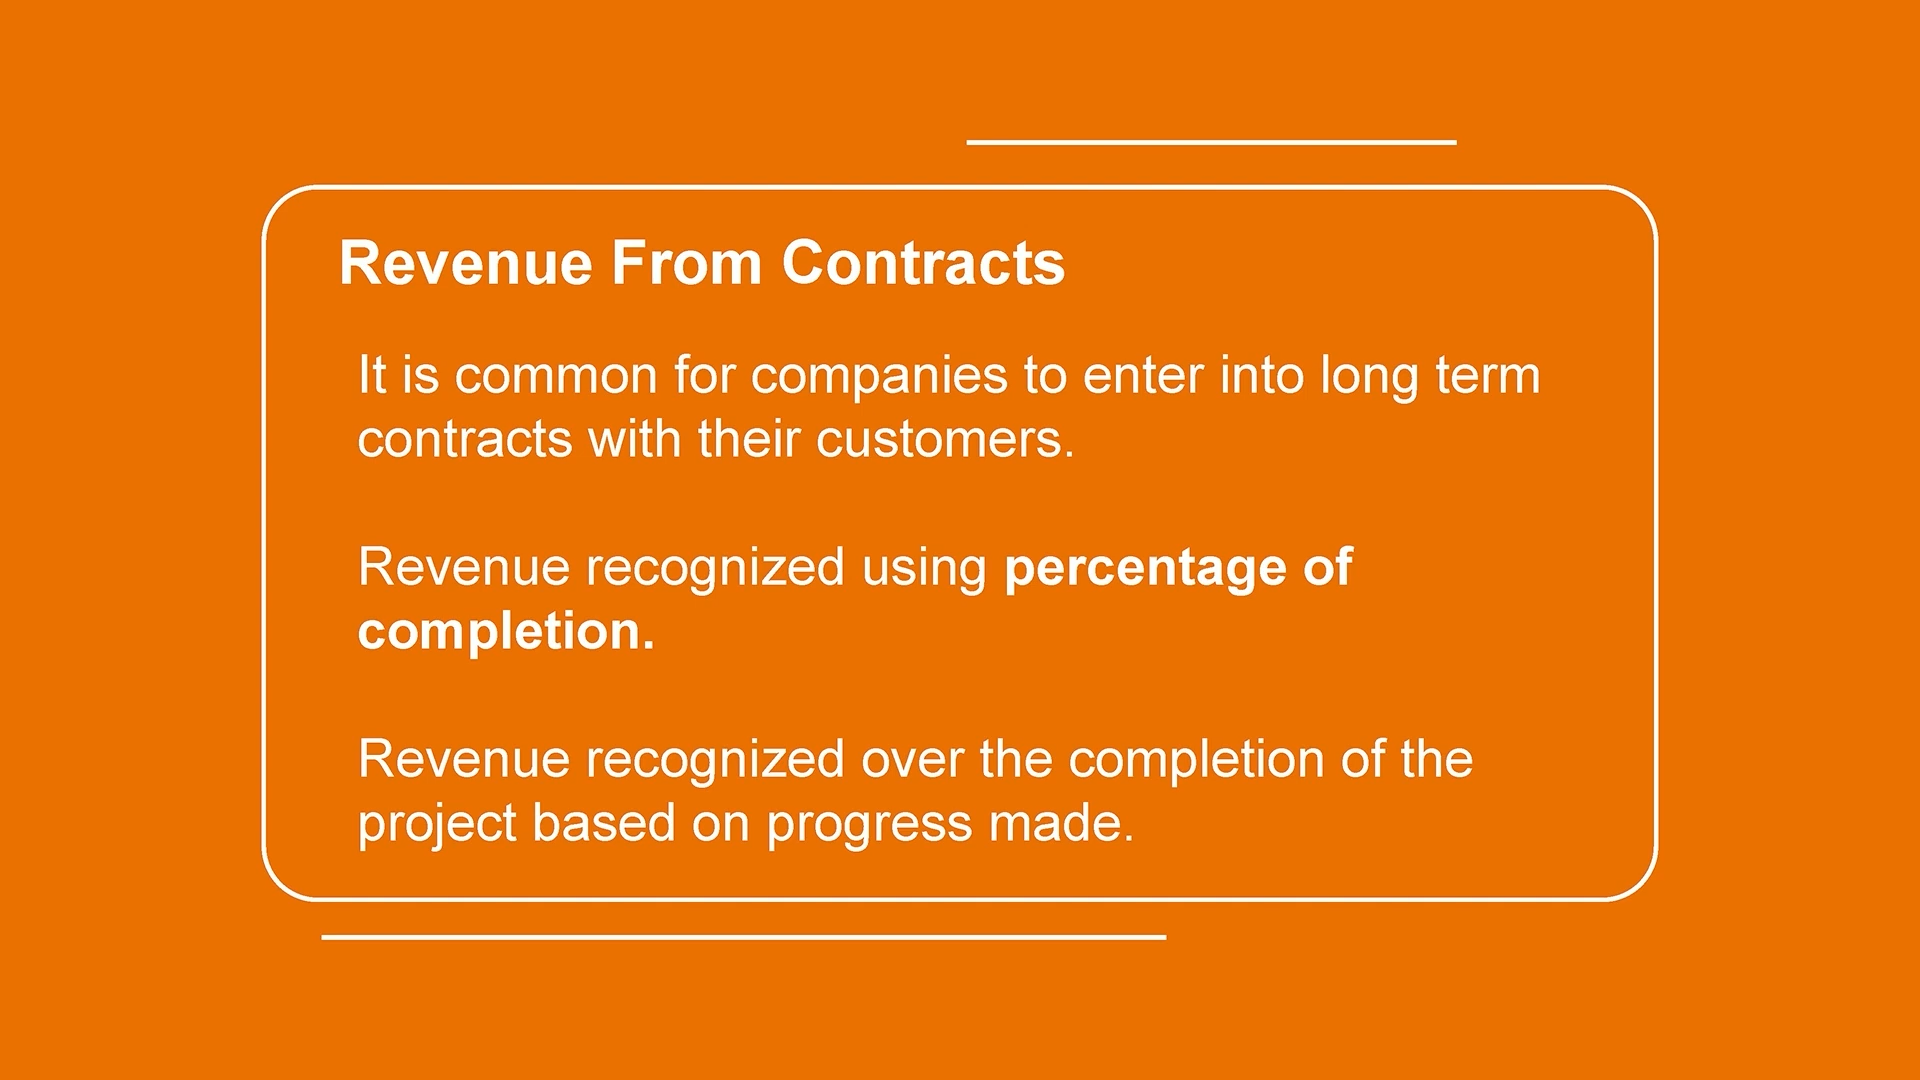 Revenue From Contracts
It is common for companies to enter into long term
contracts with their customers.
Revenue recognized using percentage of
completion.
Revenue recognized over the completion of the
project based on progress made.